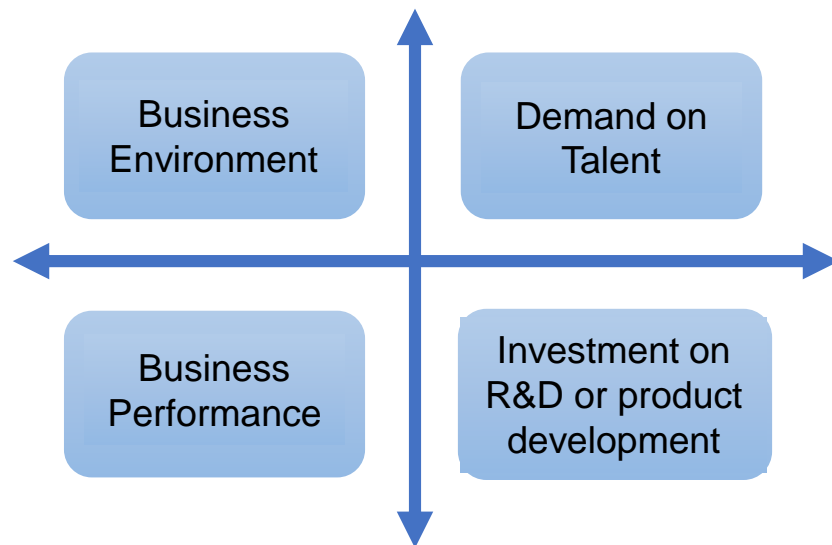 Business
Environment
Demand on
Talent
Business
Performance
Investment on
R&D or product
development